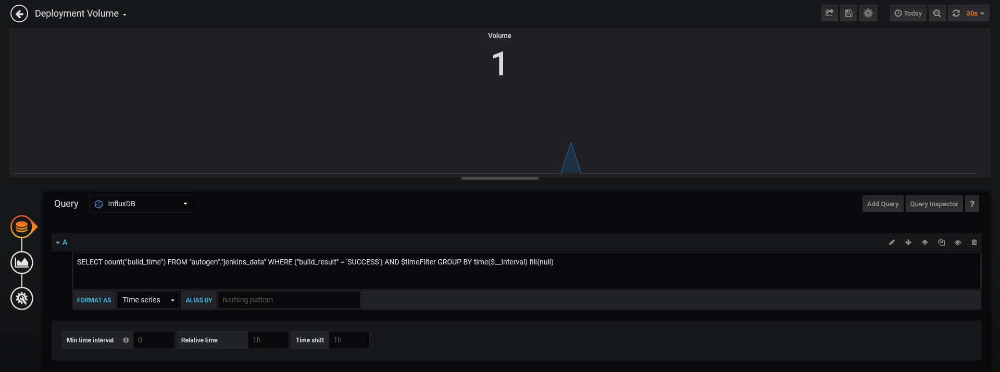 Deployment Volume
Today
30s
Volume
1
Query
InfluxDB
Add Query
Query Inspector
?
A
SELECT count("build_time") FROM "autogen"."jenkins_data" WHERE ("build_result" = 'SUCCESS') AND $timeFilter GROUP BY time($__interval) fill(null)
FORMAT AS
Time series
ALIAS BY
Naming pattern
Min time interval
0
Relative time
1h
Time shift
1h